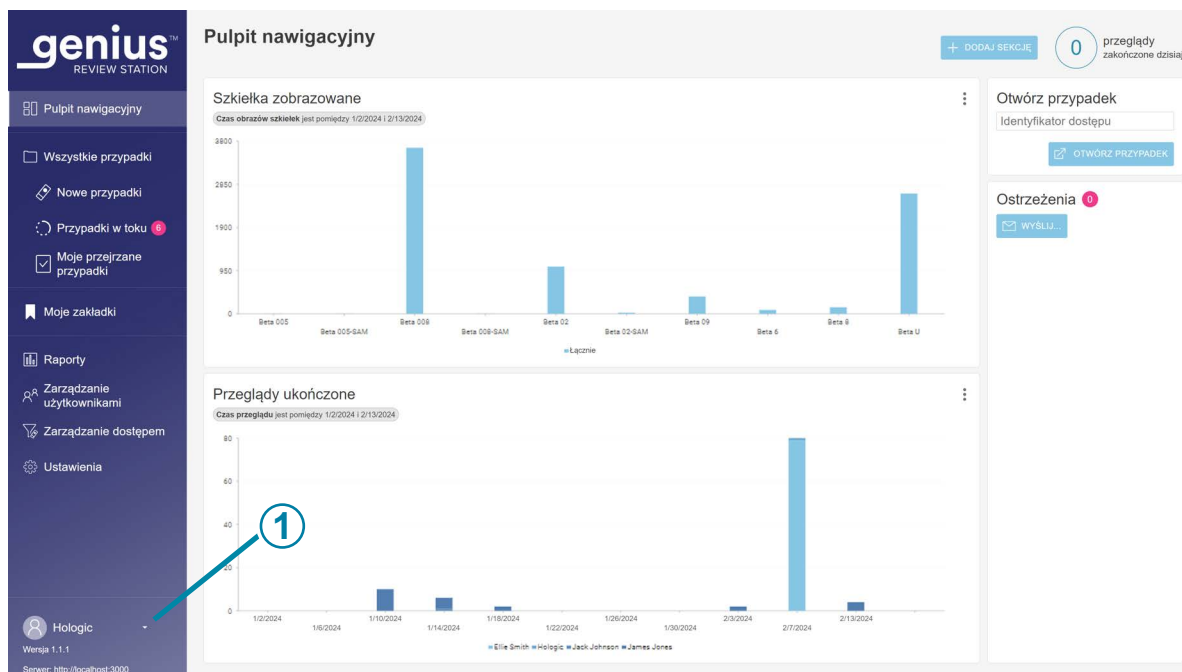 genius™
REVIEW STATION
Pulpit nawigacyjny
Wszystkie przypadki
Nowe przypadki
Przypadki w toku 6
Moje przejrzane
przypadki
Moje zakładki
Raporty
Zarządzanie
użytkownikami
Zarządzanie dostępem
Ustawienia
Hologic
Wersja 1.1.1
Serwer: http://localhost:3000
Pulpit nawigacyjny
+ DODAJ SEKCJĘ
0
przeglądy
zakończone dzisiaj
Szkiełka zobrazowane
Czas obrazów szkiełek jest pomiędzy 1/2/2024 i 2/13/2024
3800
2850
1900
950
0
Beta 005
Beta 005-SAM
Beta 008
Beta 008-SAM
Beta 02
Beta 02-SAM
Beta 09
Beta 6
Beta 8
Beta U
Łącznie
Przeglądy ukończone
Czas przeglądu jest pomiędzy 1/2/2024 i 2/13/2024
80
60
40
20
0
1/2/2024
1/6/2024
1/10/2024
1/14/2024
1/18/2024
1/22/2024
1/26/2024
1/30/2024
2/3/2024
2/7/2024
2/13/2024
Ellie Smith Hologic Jack Johnson James Jones
1
Otwórz przypadek
Identyfikator dostępu
OTWÓRZ PRZYPADEK
Ostrzeżenia 0
WYŚLIJ...